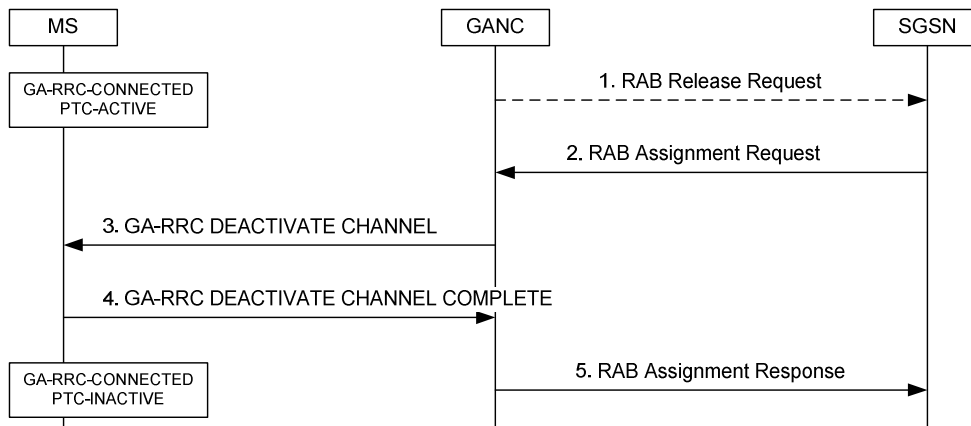 MS
GANC
SGSN
GA-RRC-CONNECTED
PTC-ACTIVE
1. RAB Release Request
2. RAB Assignment Request
3. GA-RRC DEACTIVATE CHANNEL
4. GA-RRC DEACTIVATE CHANNEL COMPLETE
GA-RRC-CONNECTED
PTC-INACTIVE
5. RAB Assignment Response